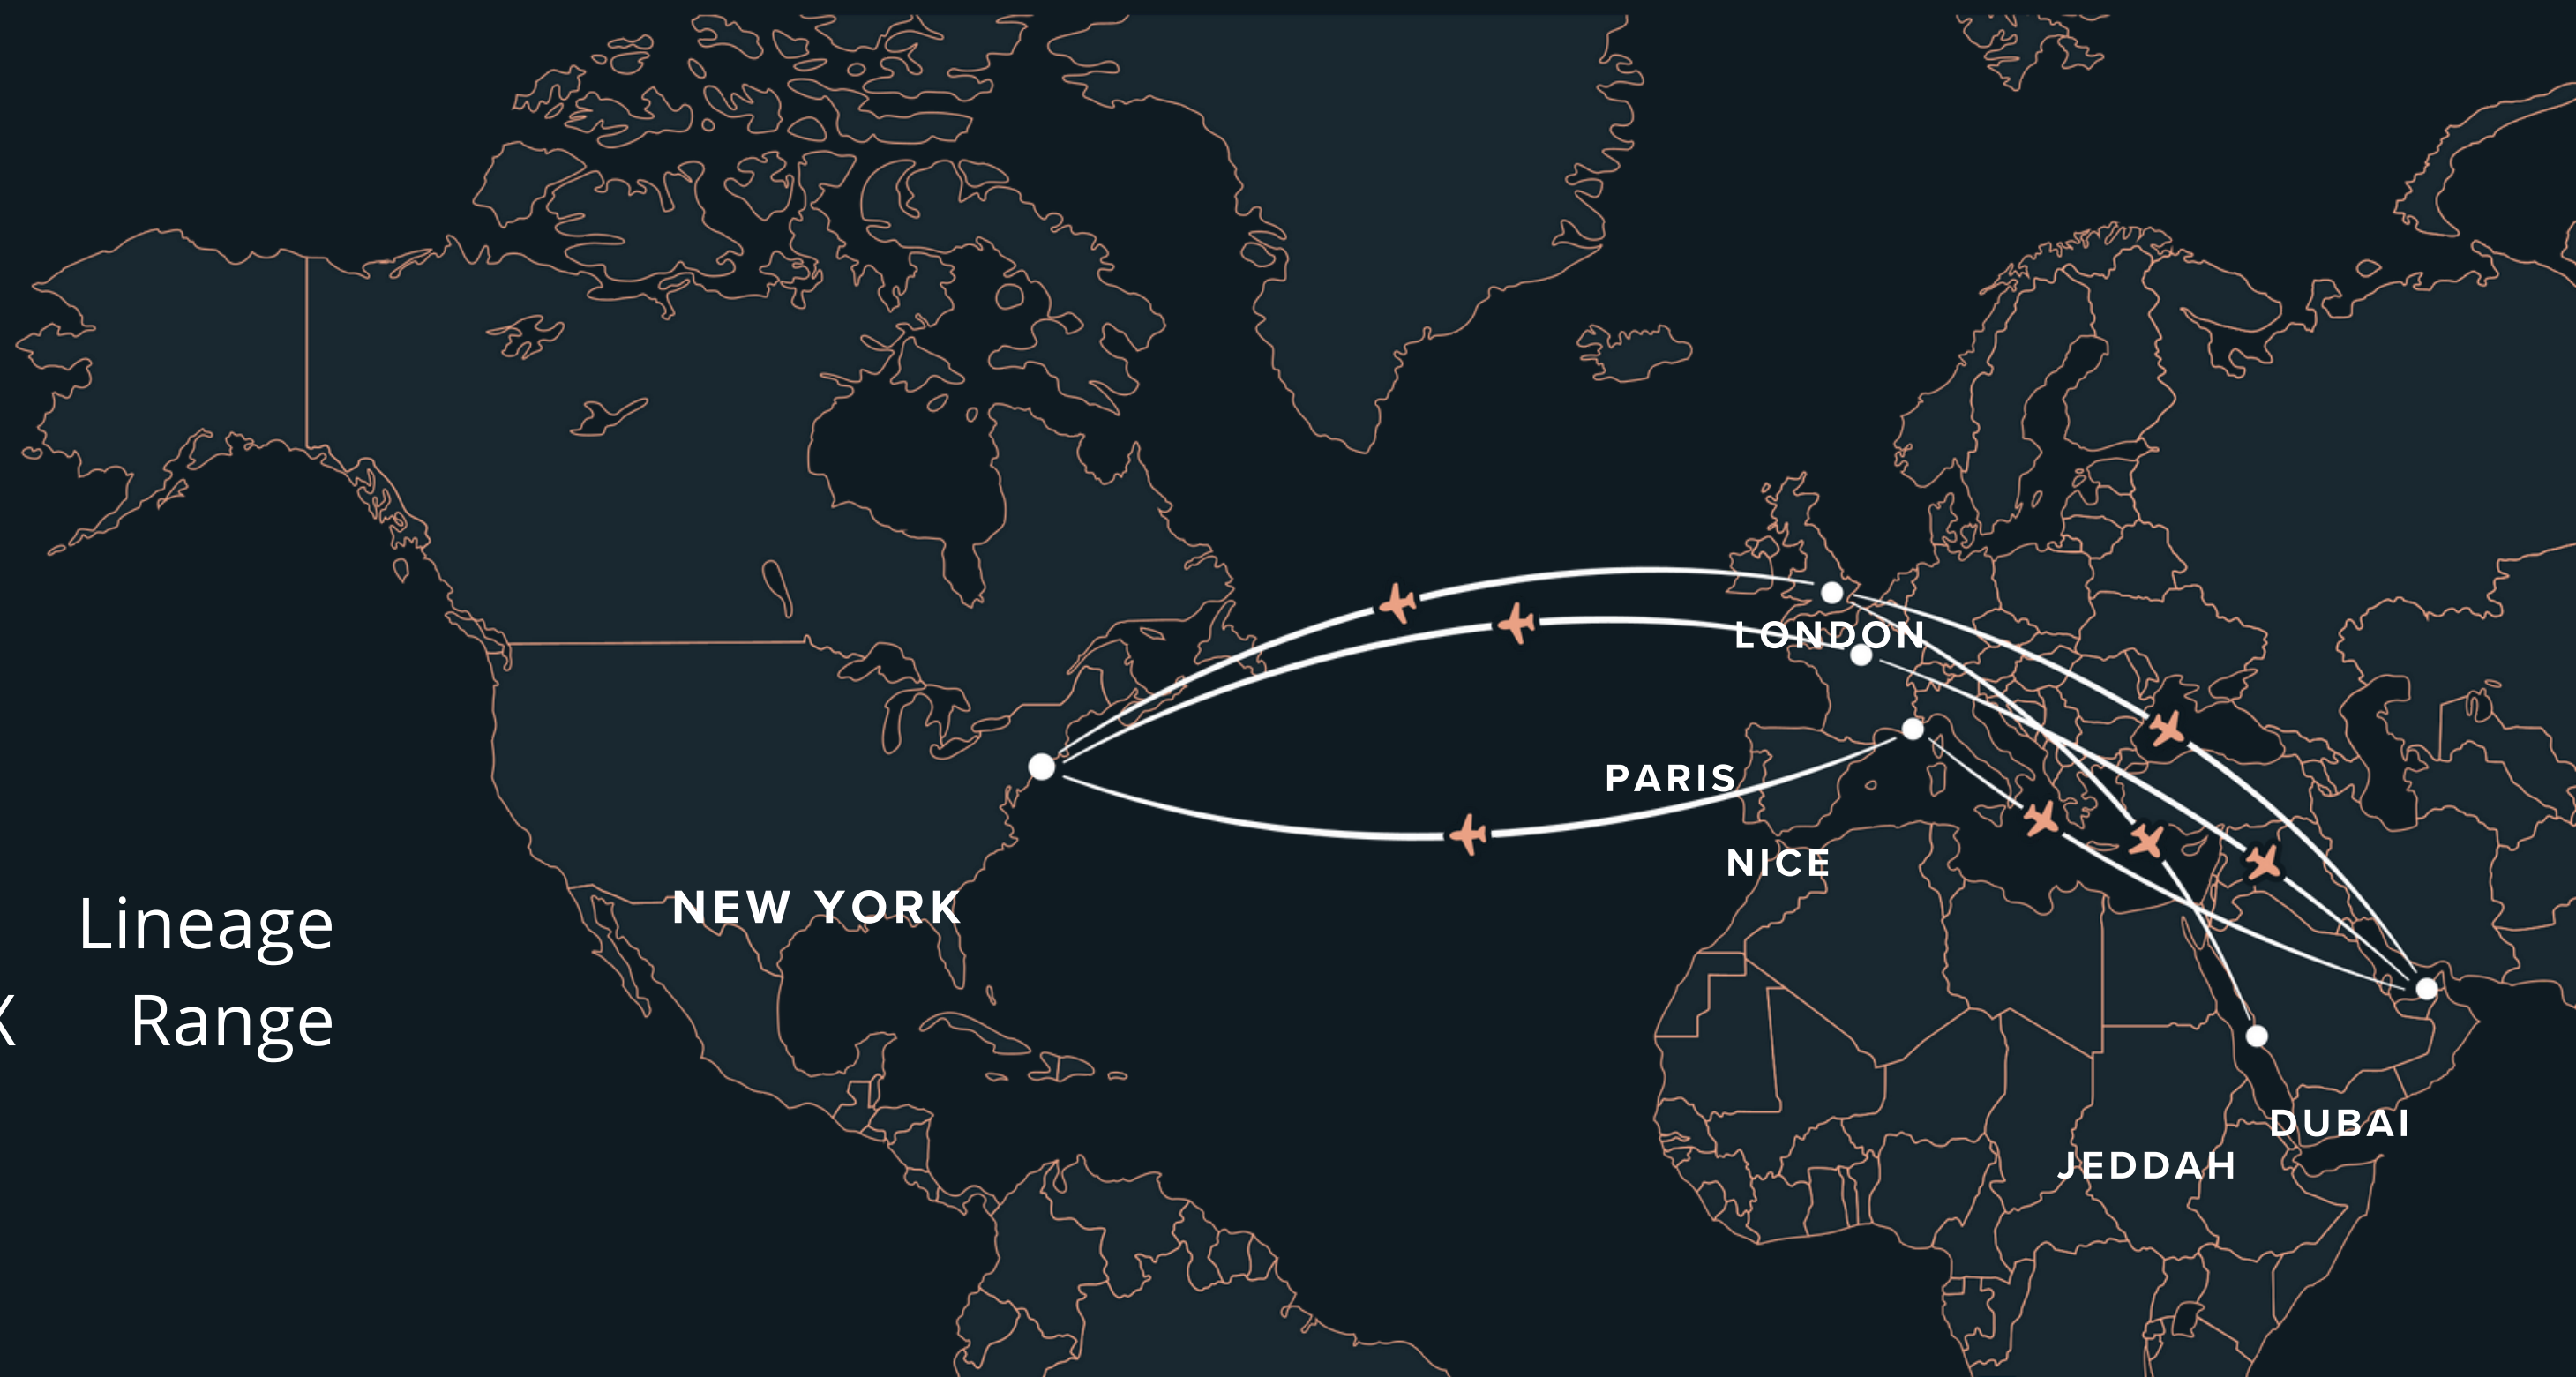 LONDON
PARIS
NICE
NEW YORK
Lineage
X Range
DUBAI
JEDDAH